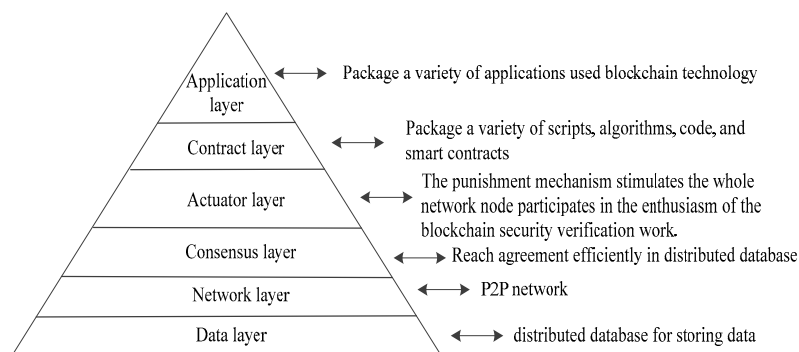 Application
layer
Package a variety of applications used blockchain technology
Contract layer
Package a variety of scripts, algorithms, code, and
smart contracts
Actuator layer
The punishment mechanism stimulates the whole
network node participates in the enthusiasm of the
blockchain security verification work.
Consensus layer
Reach agreement efficiently in distributed database
Network layer
P2P network
Data layer
distributed database for storing data